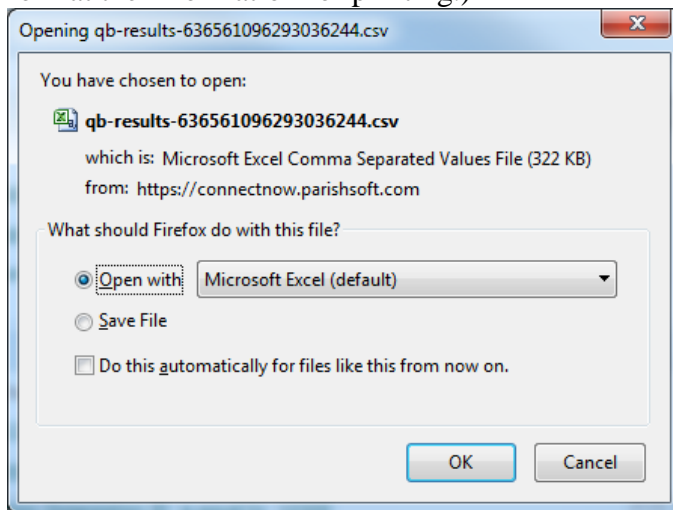 Opening qb-results-636561096293036244.csv
You have chosen to open:
qb-results-636561096293036244.csv
which is: Microsoft Excel Comma Separated Values File (322 KB)
from: https://connectnow.parishsoft.com
What should Firefox do with this file?
Open with Microsoft Excel (default)
Save File
Do this automatically for files like this from now on.
OK Cancel